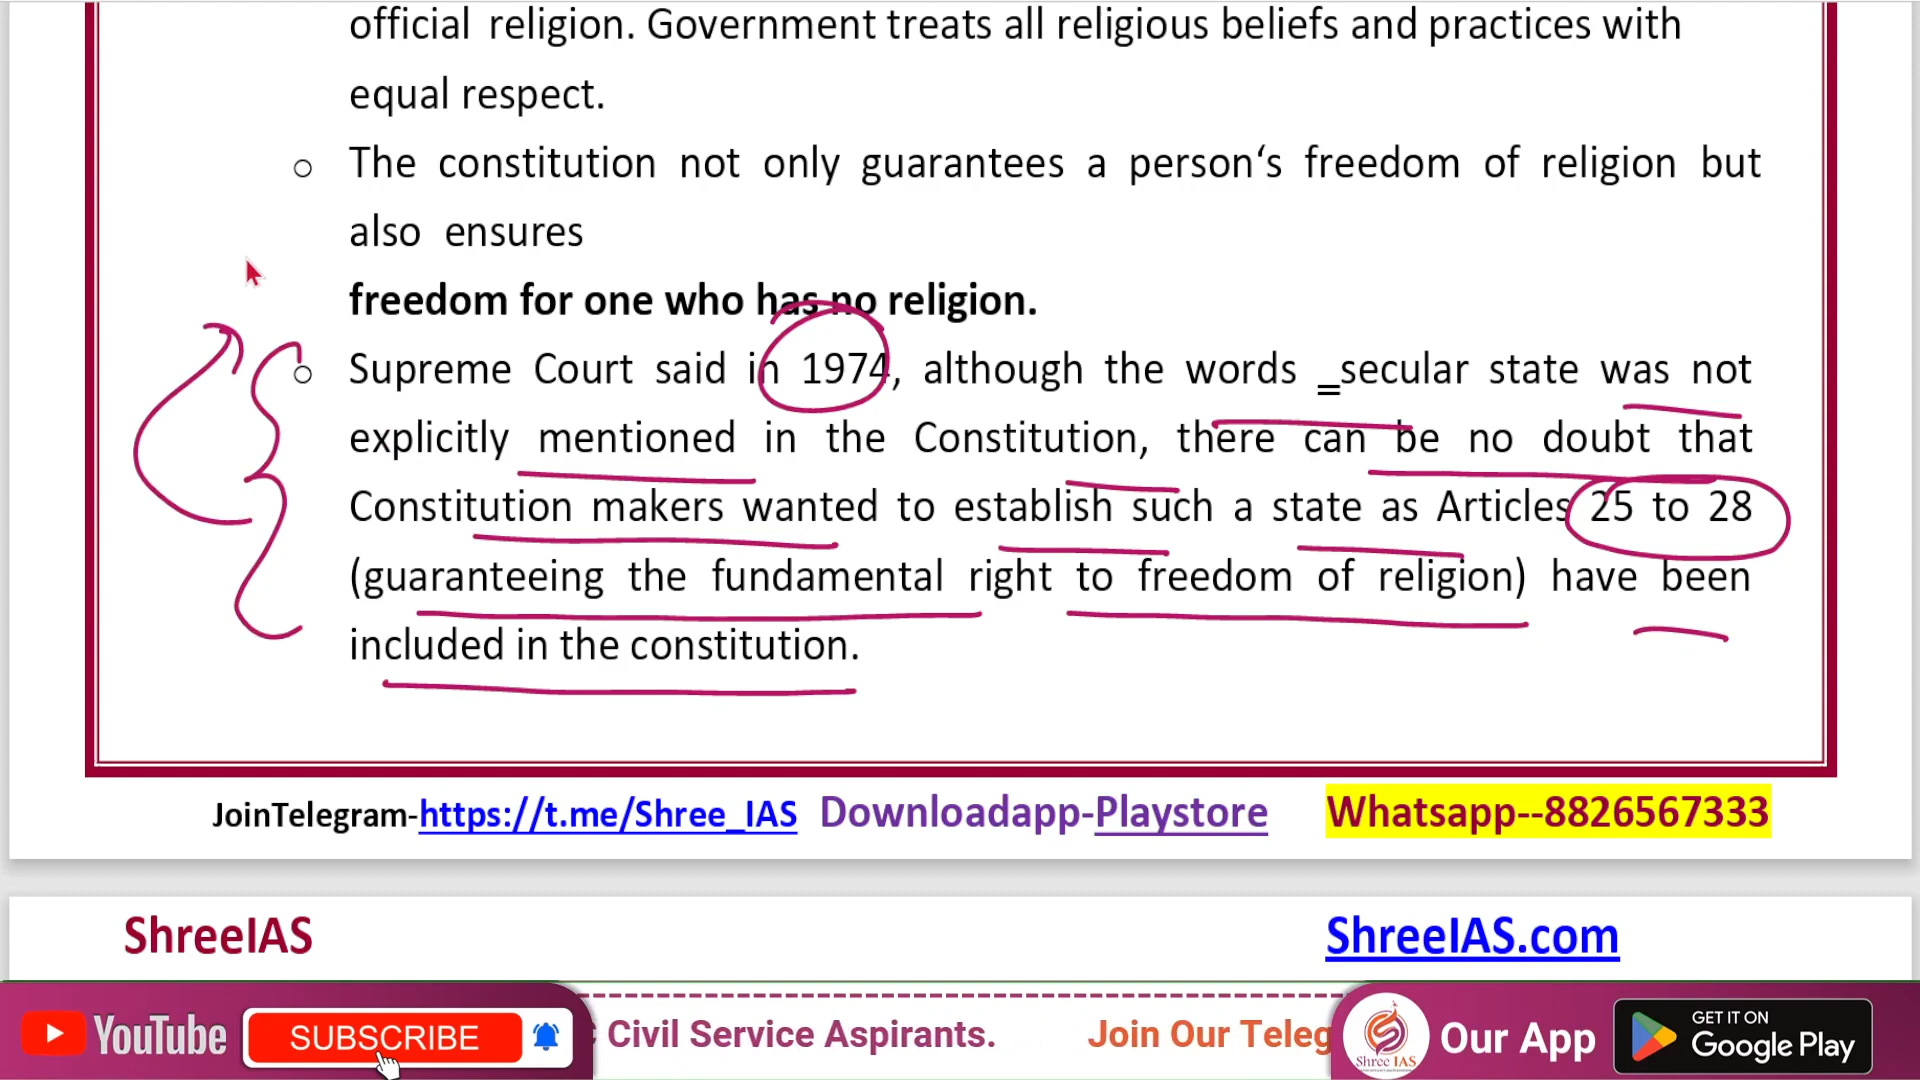 official religion. Government treats all religious beliefs and practices with
equal respect.
○ The constitution not only guarantees a person‘s freedom of religion but
also ensures
freedom for one who has no religion.
○ Supreme Court said in 1974, although the words ‗secular state was not
explicitly mentioned in the Constitution, there can be no doubt that
Constitution makers wanted to establish such a state as Articles 25 to 28
(guaranteeing the fundamental right to freedom of religion) have been
included in the constitution.
JoinTelegram-https://t.me/Shree_IAS Downloadapp-Playstore Whatsapp--8826567333
ShreeIAS ShreeIAS.com
YouTube SUBSCRIBE C Civil Service Aspirants. Join Our Teleg Shree IAS Our App GET IT ON
Google Play